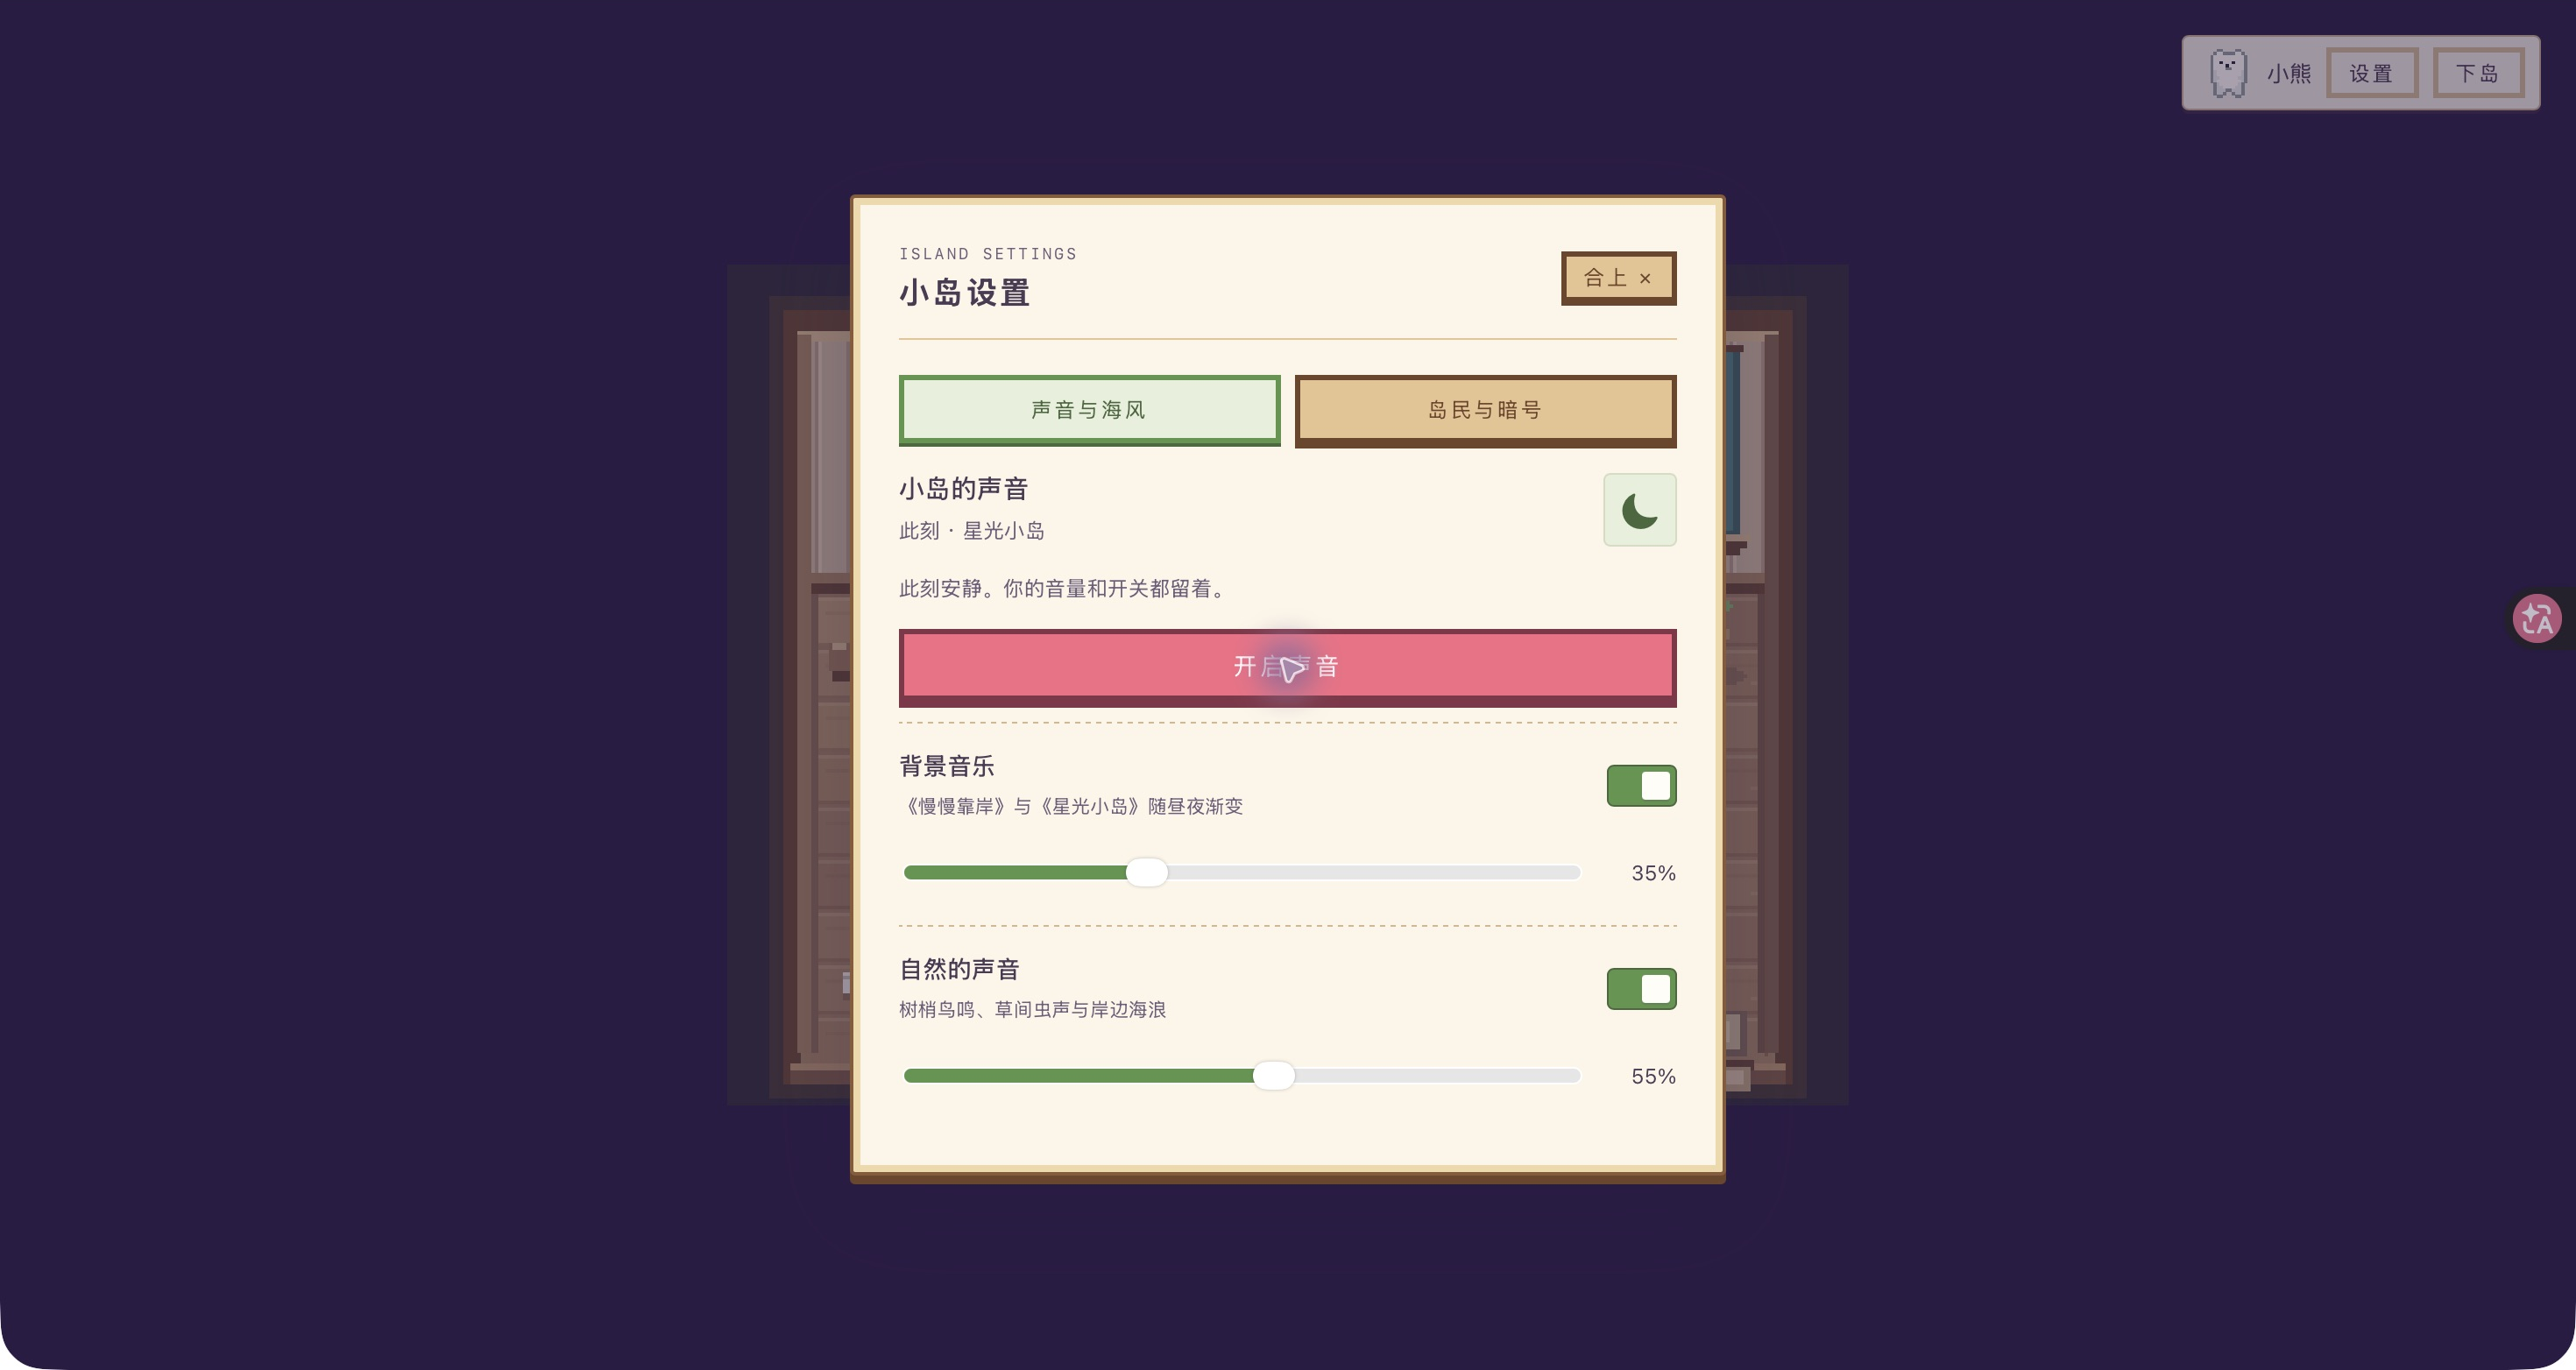 小熊 设置 下岛
ISLAND SETTINGS
小岛设置
合上 ×
声音与海风 岛民与暗号
小岛的声音
此刻 · 星光小岛
此刻安静。你的音量和开关都留着。
开启声音
背景音乐
《慢慢靠岸》与《星光小岛》随昼夜渐变
35%
自然的声音
树梢鸟鸣、草间虫声与岸边海浪
55%